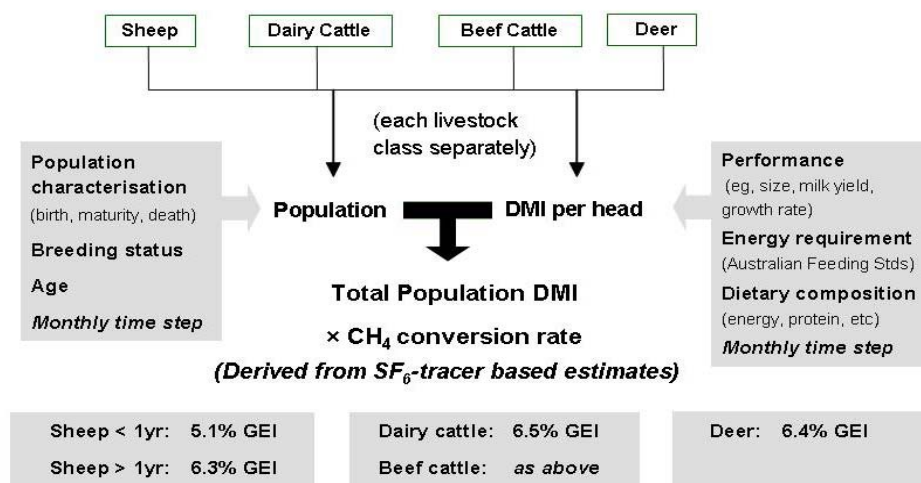 Sheep
Dairy Cattle
Beef Cattle
Deer
(each livestock
class separately)
Population
characterisation
(birth, maturity, death)
Breeding status
Age
Monthly time step
Population
DMI per head
Performance
(eg, size, milk yield,
growth rate)
Energy requirement
(Australian Feeding Stds)
Dietary composition
(energy, protein, etc)
Monthly time step
Total Population DMI
× CH₄ conversion rate
(Derived from SF₆-tracer based estimates)
Sheep < 1yr: 5.1% GEI
Sheep > 1yr: 6.3% GEI
Dairy cattle: 6.5% GEI
Beef cattle: as above
Deer: 6.4% GEI